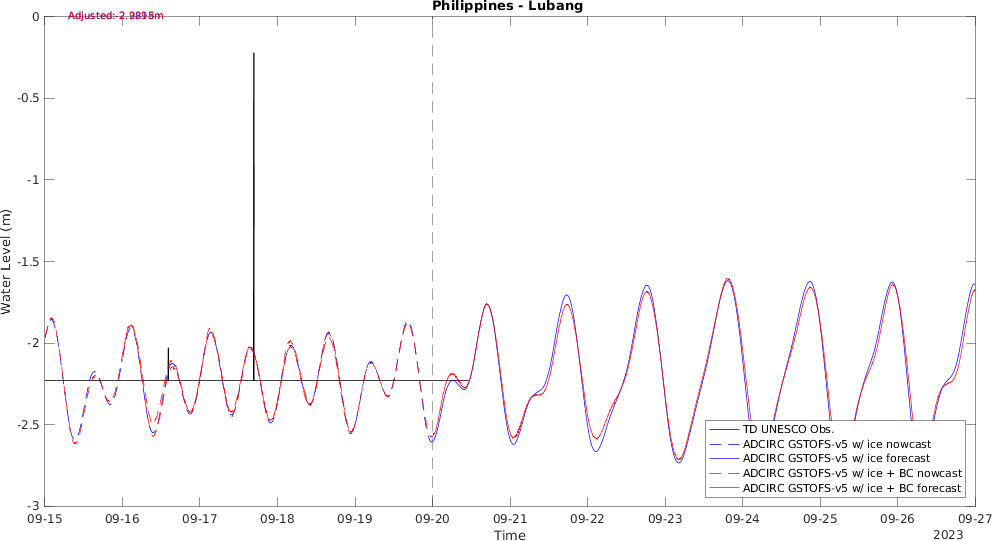 Philippines - Lubang
Adjusted:
0
-0.5
-1
-1.5
-2
-2.5
-3
Water Level (m)
TD UNESCO Obs.
ADCIRC GSTOFS-v5 w/ ice nowcast
ADCIRC GSTOFS-v5 w/ ice forecast
ADCIRC GSTOFS-v5 w/ ice + BC nowcast
ADCIRC GSTOFS-v5 w/ ice + BC forecast
09-15 09-16 09-17 09-18 09-19 09-20 09-21 09-22 09-23 09-24 09-25 09-26 09-27
Time
2023